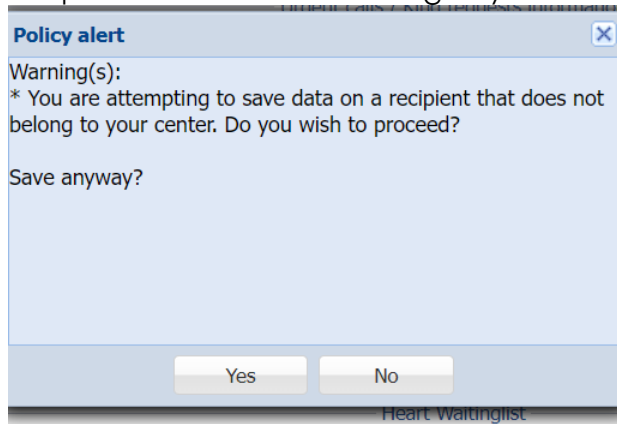 Policy alert
Warning(s):
* You are attempting to save data on a recipient that does not
belong to your center. Do you wish to proceed?
Save anyway?
Yes No
Heart Waitinglist